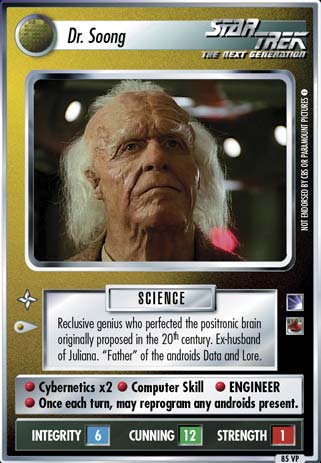 Dr. Soong
STAR TREK
THE NEXT GENERATION
NOT ENDORSED BY CBS OR PARAMOUNT PICTURES
SCIENCE
Reclusive genius who perfected the positronic brain
originally proposed in the 20th century. Ex-husband
of Juliana. "Father" of the androids Data and Lore.
Cybernetics x2 Computer Skill ENGINEER
Once each turn, may reprogram any androids present.
INTEGRITY 6 CUNNING 12 STRENGTH 1
85 VP